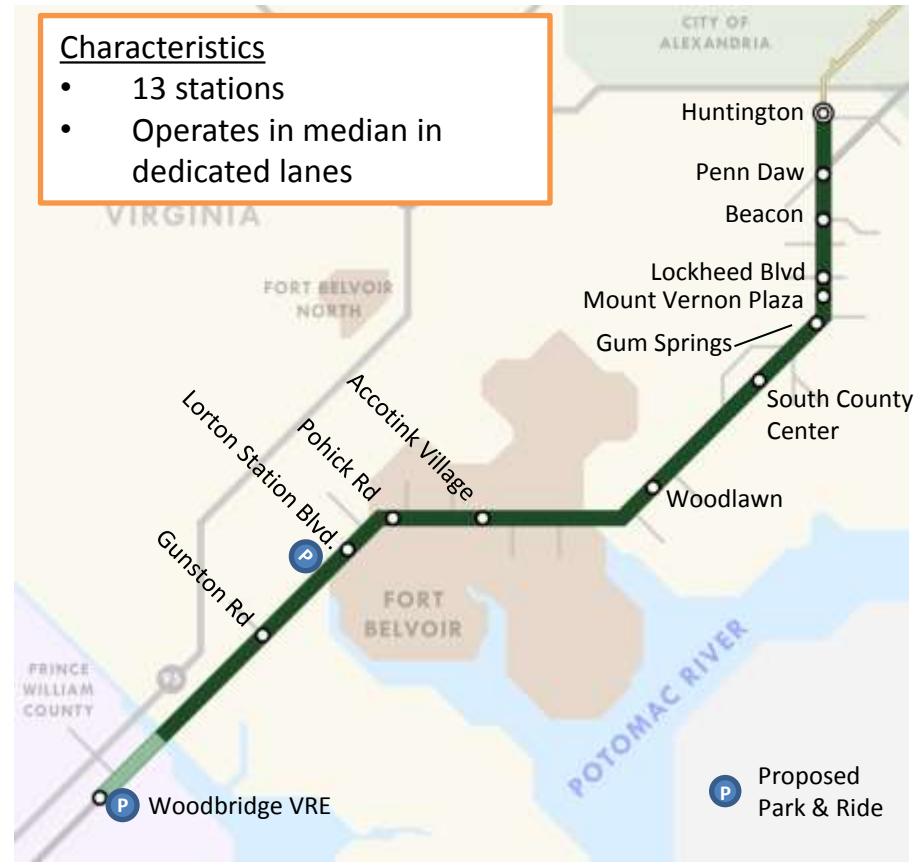 Characteristics
• 13 stations
• Operates in median in
dedicated lanes
CITY OF
ALEXANDRIA
VIRGINIA
FORT BELVOIR
NORTH
Huntington
Penn Daw
Beacon
Lockheed Blvd
Mount Vernon Plaza
Gum Springs
South County
Center
Woodlawn
Accotink Village
Pohick Rd
Lorton Station Blvd.
P
Gunston Rd
FORT
BELVOIR
PRINCE
WILLIAM
COUNTY
95
POTOMAC RIVER
P
Woodbridge VRE
P
Proposed
Park & Ride